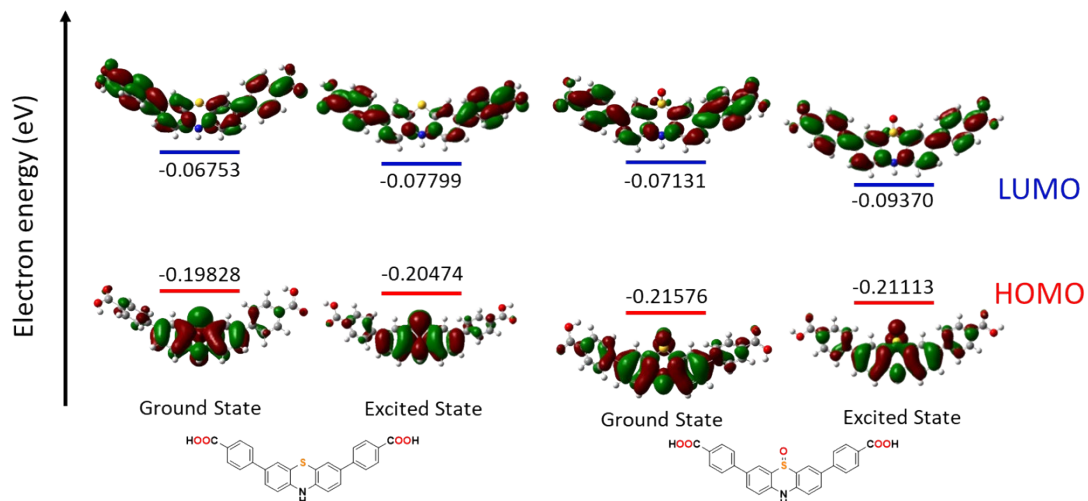 Electron energy (eV)
-0.06753
-0.07799
-0.07131
-0.09370
LUMO
-0.19828
-0.20474
-0.21576
-0.21113
HOMO
Ground State
Excited State
Ground State
Excited State
HOOC
COOH
S
N
H
HOOC
COOH
O
S
N
H